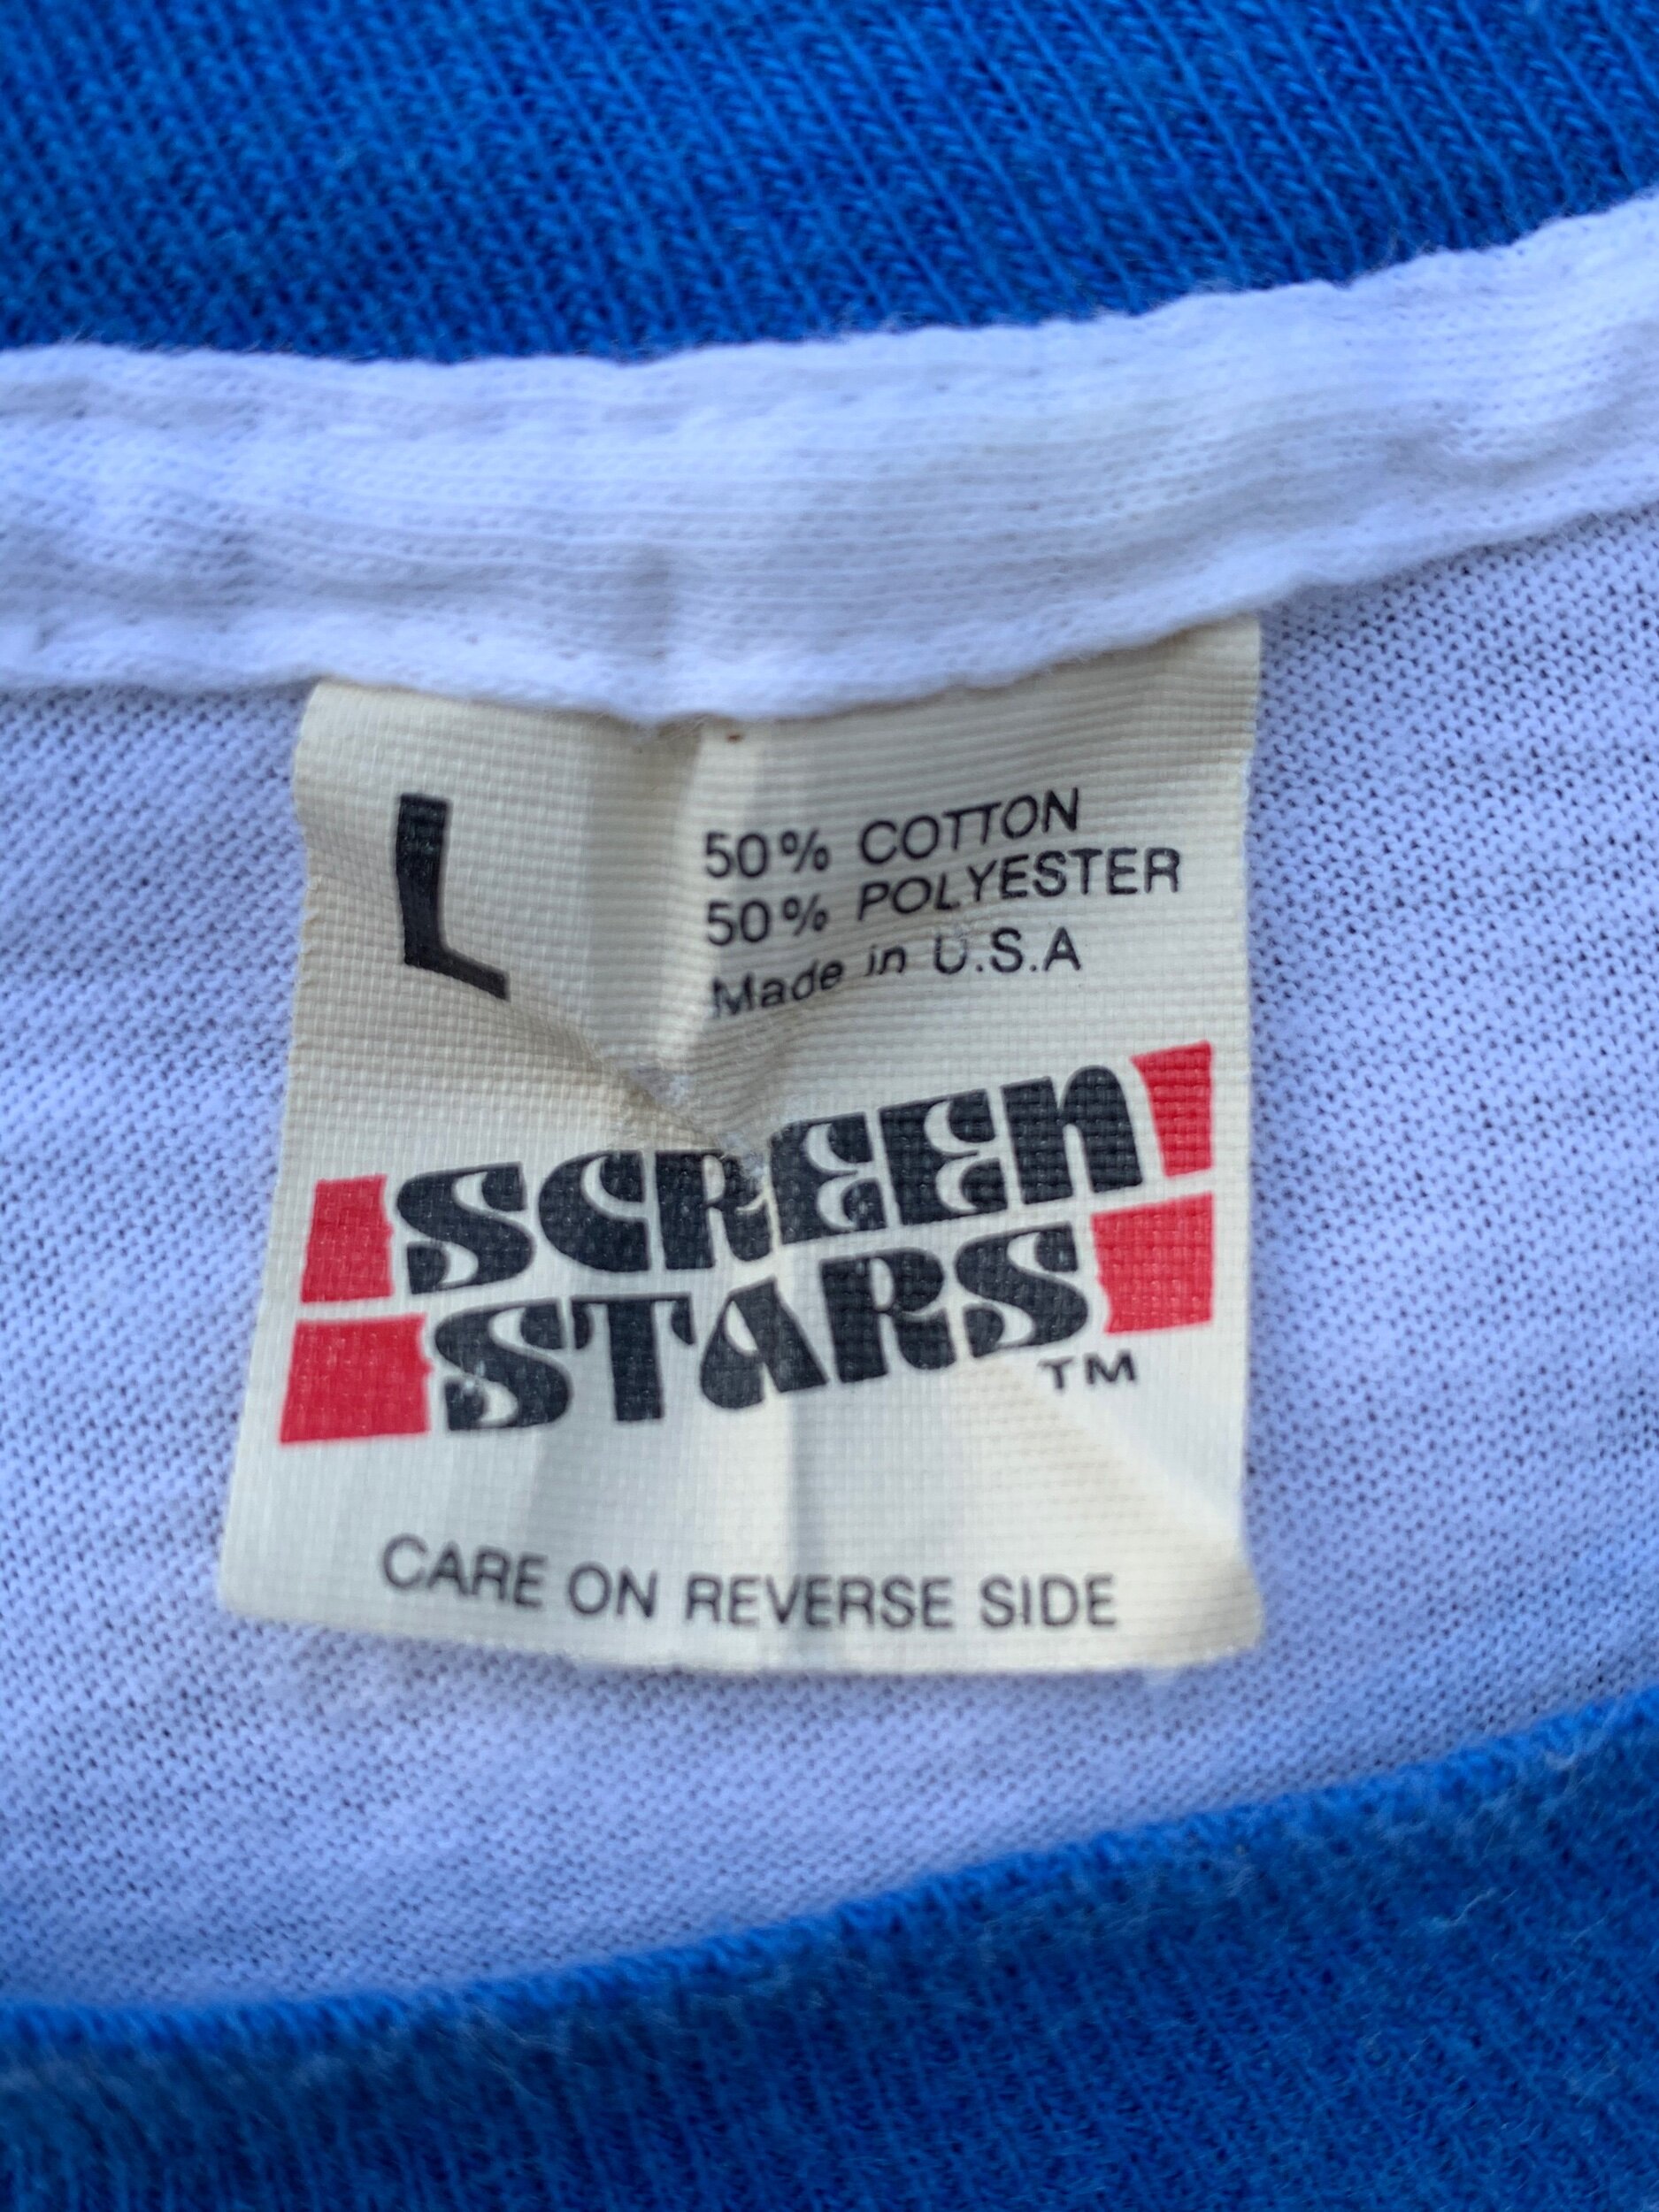 L
50% COTTON
50% POLYESTER
Made in U.S.A
SCREEN
STARS
TM
CARE ON REVERSE SIDE